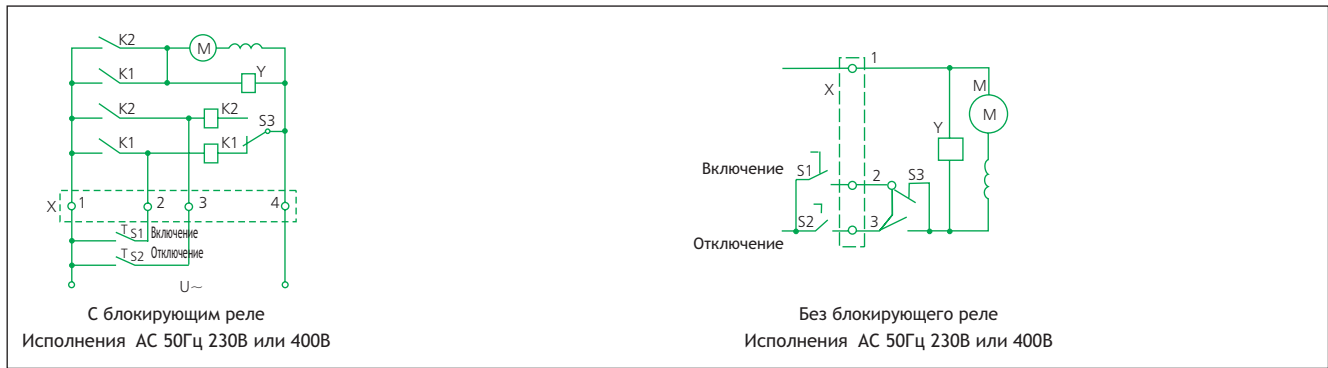 K2
M
K1
Y
K2
K2
S3
K1
K1
X
1
2
3
4
T S1 Включение
T S2 Отключение
U~
С блокирующим реле
Исполнения АС 50Гц 230В или 400В
1
X
M
M
Y
Включение
S1
2
S3
S2
3
Отключение
Без блокирующего реле
Исполнения АС 50Гц 230В или 400В